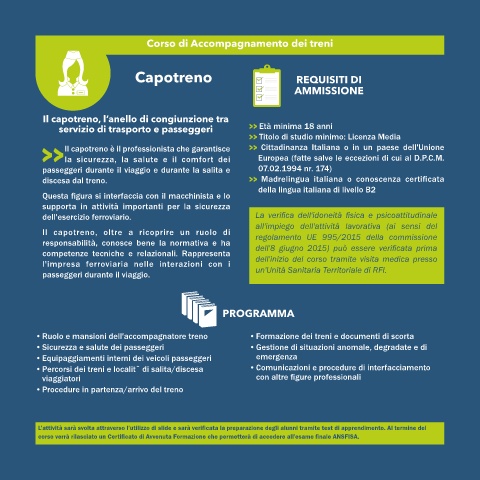 Corso di Accompagnamento dei treni
Capotreno
Il capotreno, l'anello di congiunzione tra
servizio di trasporto e passeggeri
>> Il capotreno è il professionista che garantisce
la sicurezza, la salute e il comfort dei
passeggeri durante il viaggio e durante la salita e
discesa dal treno.
Questa figura si interfaccia con il macchinista e lo
supporta in attività importanti per la sicurezza
dell'esercizio ferroviario.
Il capotreno, oltre a ricoprire un ruolo di
responsabilità, conosce bene la normativa e ha
competenze tecniche e relazionali. Rappresenta
l'impresa ferroviaria nelle interazioni con i
passeggeri durante il viaggio.
REQUISITI DI
AMMISSIONE
>> Età minima 18 anni
>> Titolo di studio minimo: Licenza Media
>> Cittadinanza Italiana o in un paese dell'Unione
Europea (fatte salve le eccezioni di cui al D.P.C.M.
07.02.1994 nr. 174)
>> Madrelingua italiana o conoscenza certificata
della lingua italiana di livello B2
La verifica dell'idoneità fisica e psicoattitudinale
all'impiego dell'attività lavorativa (ai sensi del
regolamento UE 995/2015 della commissione
dell'8 giugno 2015) può essere verificata prima
dell'inizio del corso tramite visita medica presso
un'Unità Sanitaria Territoriale di RFI.
PROGRAMMA
• Ruolo e mansioni dell'accompagnatore treno
• Sicurezza e salute dei passeggeri
• Equipaggiamenti interni dei veicoli passeggeri
• Percorsi dei treni e localit˜ di salita/discesa
viaggiatori
• Procedure in partenza/arrivo del treno
• Formazione dei treni e documenti di scorta
• Gestione di situazioni anomale, degradate e di
emergenza
• Comunicazioni e procedure di interfacciamento
con altre figure professionali
L'attività sarà svolta attraverso l'utilizzo di slide e sarà verificata la preparazione degli alunni tramite test di apprendimento. Al termine del
corso verrà rilasciato un Certificato di Avvenuta Formazione che permetterà di accedere all'esame finale ANSFISA.